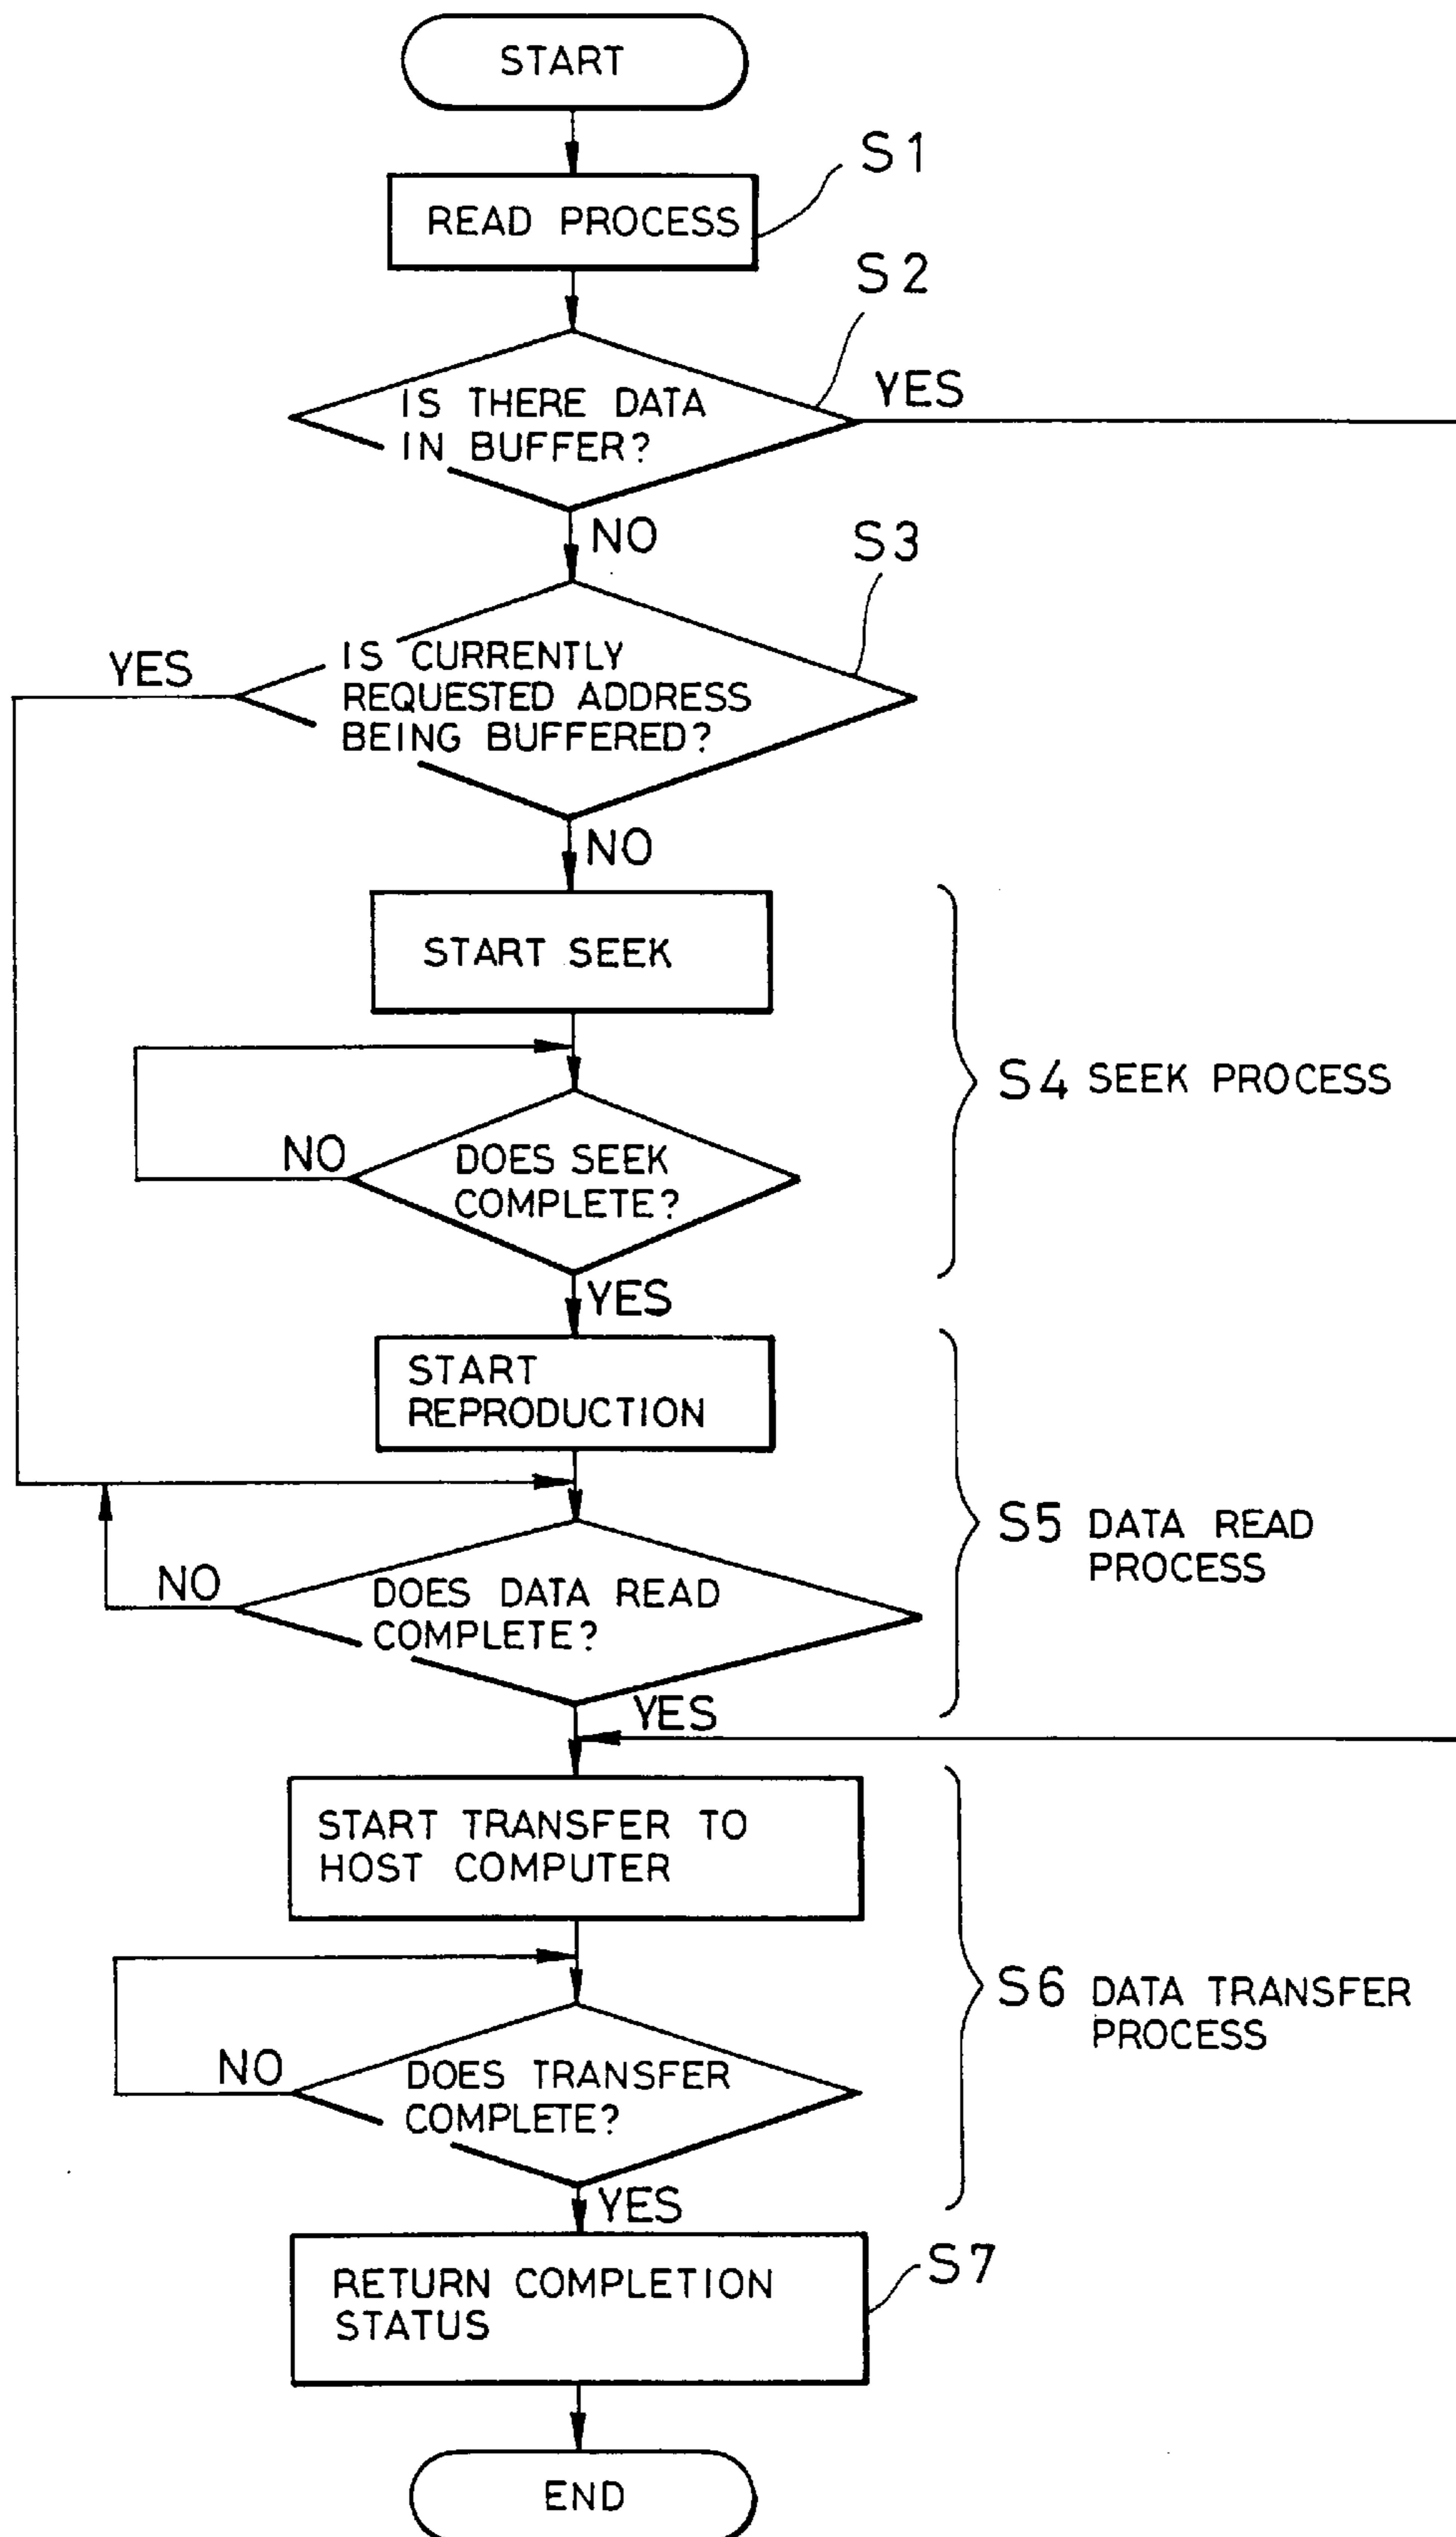 START
S1
READ PROCESS
S2
IS THERE DATA
IN BUFFER?
YES
NO
S3
IS CURRENTLY
REQUESTED ADDRESS
BEING BUFFERED?
YES
NO
START SEEK
S4 SEEK PROCESS
DOES SEEK
COMPLETE?
NO
YES
START
REPRODUCTION
S5 DATA READ
PROCESS
DOES DATA READ
COMPLETE?
NO
YES
START TRANSFER TO
HOST COMPUTER
S6 DATA TRANSFER
PROCESS
DOES TRANSFER
COMPLETE?
NO
YES
S7
RETURN COMPLETION
STATUS
END